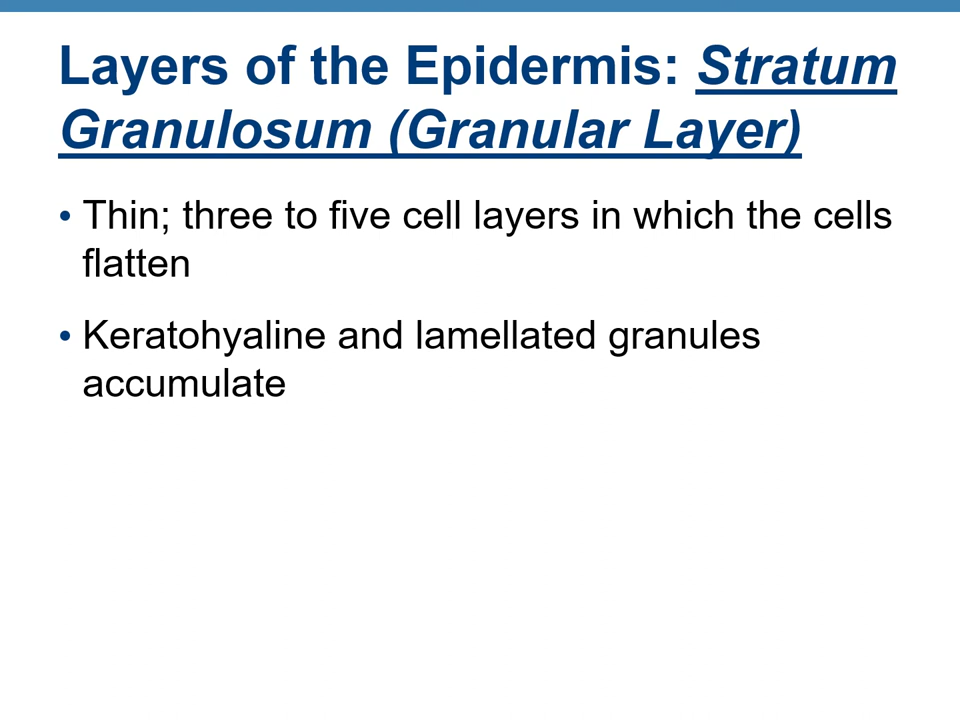 Layers of the Epidermis: Stratum
Granulosum (Granular Layer)
• Thin; three to five cell layers in which the cells
flatten
• Keratohyaline and lamellated granules
accumulate